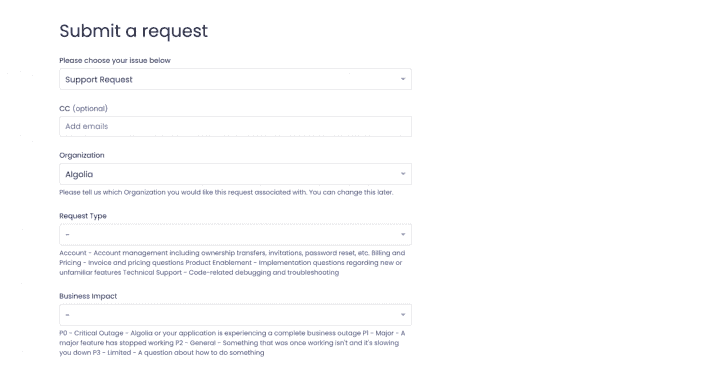 Submit a request
Please choose your issue below
Support Request
CC (optional)
Add emails
Organization
Algolia
Please tell us which Organization you would like this request associated with. You can change this later.
Request Type
-
Account - Account management including ownership transfers, invitations, password reset, etc. Billing and
Pricing - Invoice and pricing questions Product Enablement - Implementation questions regarding new or
unfamiliar features Technical Support - Code-related debugging and troubleshooting
Business Impact
-
P0 - Critical Outage - Algolia or your application is experiencing a complete business outage P1 - Major - A
major feature has stopped working P2 - General - Something that was once working isn't and it's slowing
you down P3 - Limited - A question about how to do something